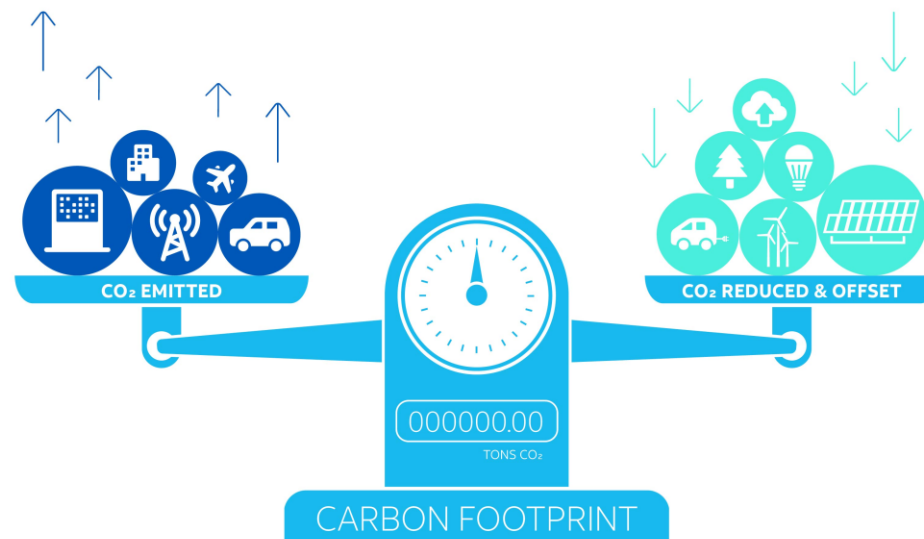 CO₂ EMITTED
CO₂ REDUCED & OFFSET
000000.00
TONS CO₂
CARBON FOOTPRINT